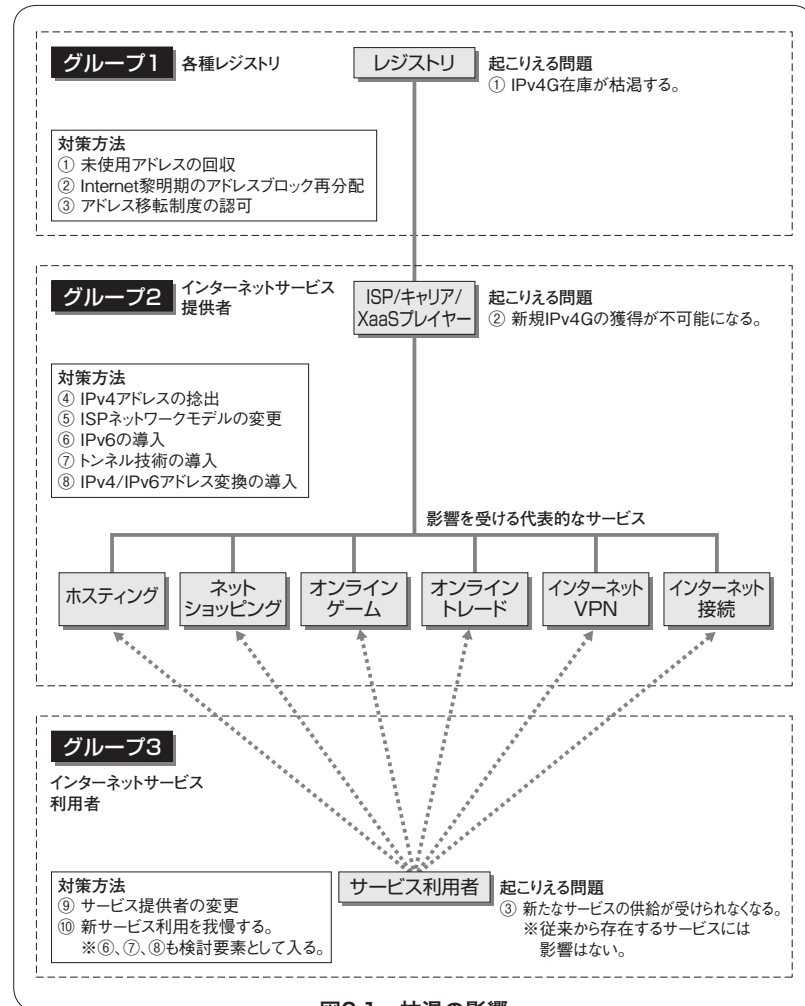 グループ1 各種レジストリ
レジストリ
起こりえる問題
① IPv4G在庫が枯渇する。
対策方法
① 未使用アドレスの回収
② Internet黎明期のアドレスブロック再分配
③ アドレス移転制度の認可
グループ2 インターネットサービス
提供者
ISP/キャリア/
XaaSプレイヤー
起こりえる問題
② 新規IPv4Gの獲得が不可能になる。
対策方法
④ IPv4アドレスの捻出
⑤ ISPネットワークモデルの変更
⑥ IPv6の導入
⑦ トンネル技術の導入
⑧ IPv4/IPv6アドレス変換の導入
影響を受ける代表的なサービス
ホスティング
ネット
ショッピング
オンライン
ゲーム
オンライン
トレード
インターネット
VPN
インターネット
接続
グループ3
インターネットサービス
利用者
対策方法
⑨ サービス提供者の変更
⑩ 新サービス利用を我慢する。
※⑥、⑦、⑧も検討要素として入る。
サービス利用者
起こりえる問題
③ 新たなサービスの供給が受けられなくなる。
※従来から存在するサービスには
影響はない。